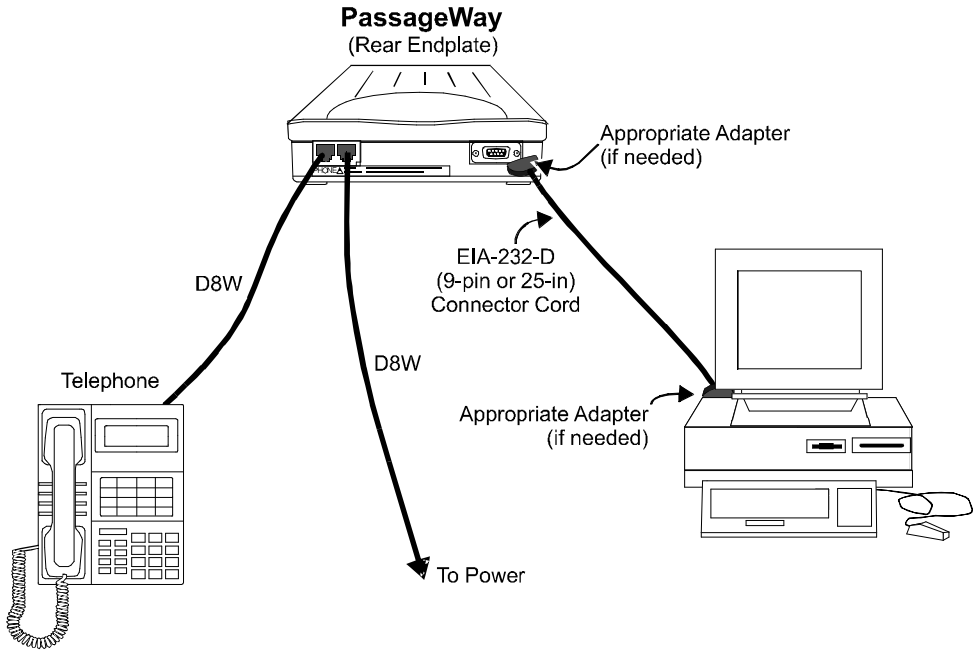 PassageWay
(Rear Endplate)
Appropriate Adapter
(if needed)
PHONE
EIA-232-D
(9-pin or 25-in)
Connector Cord
D8W
D8W
Telephone
Appropriate Adapter
(if needed)
To Power